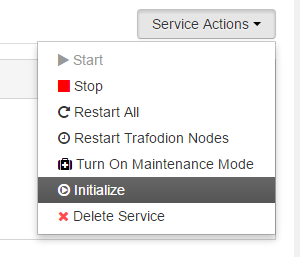 Service Actions
Start
Stop
Restart All
Restart Trafodion Nodes
Turn On Maintenance Mode
Initialize
Delete Service